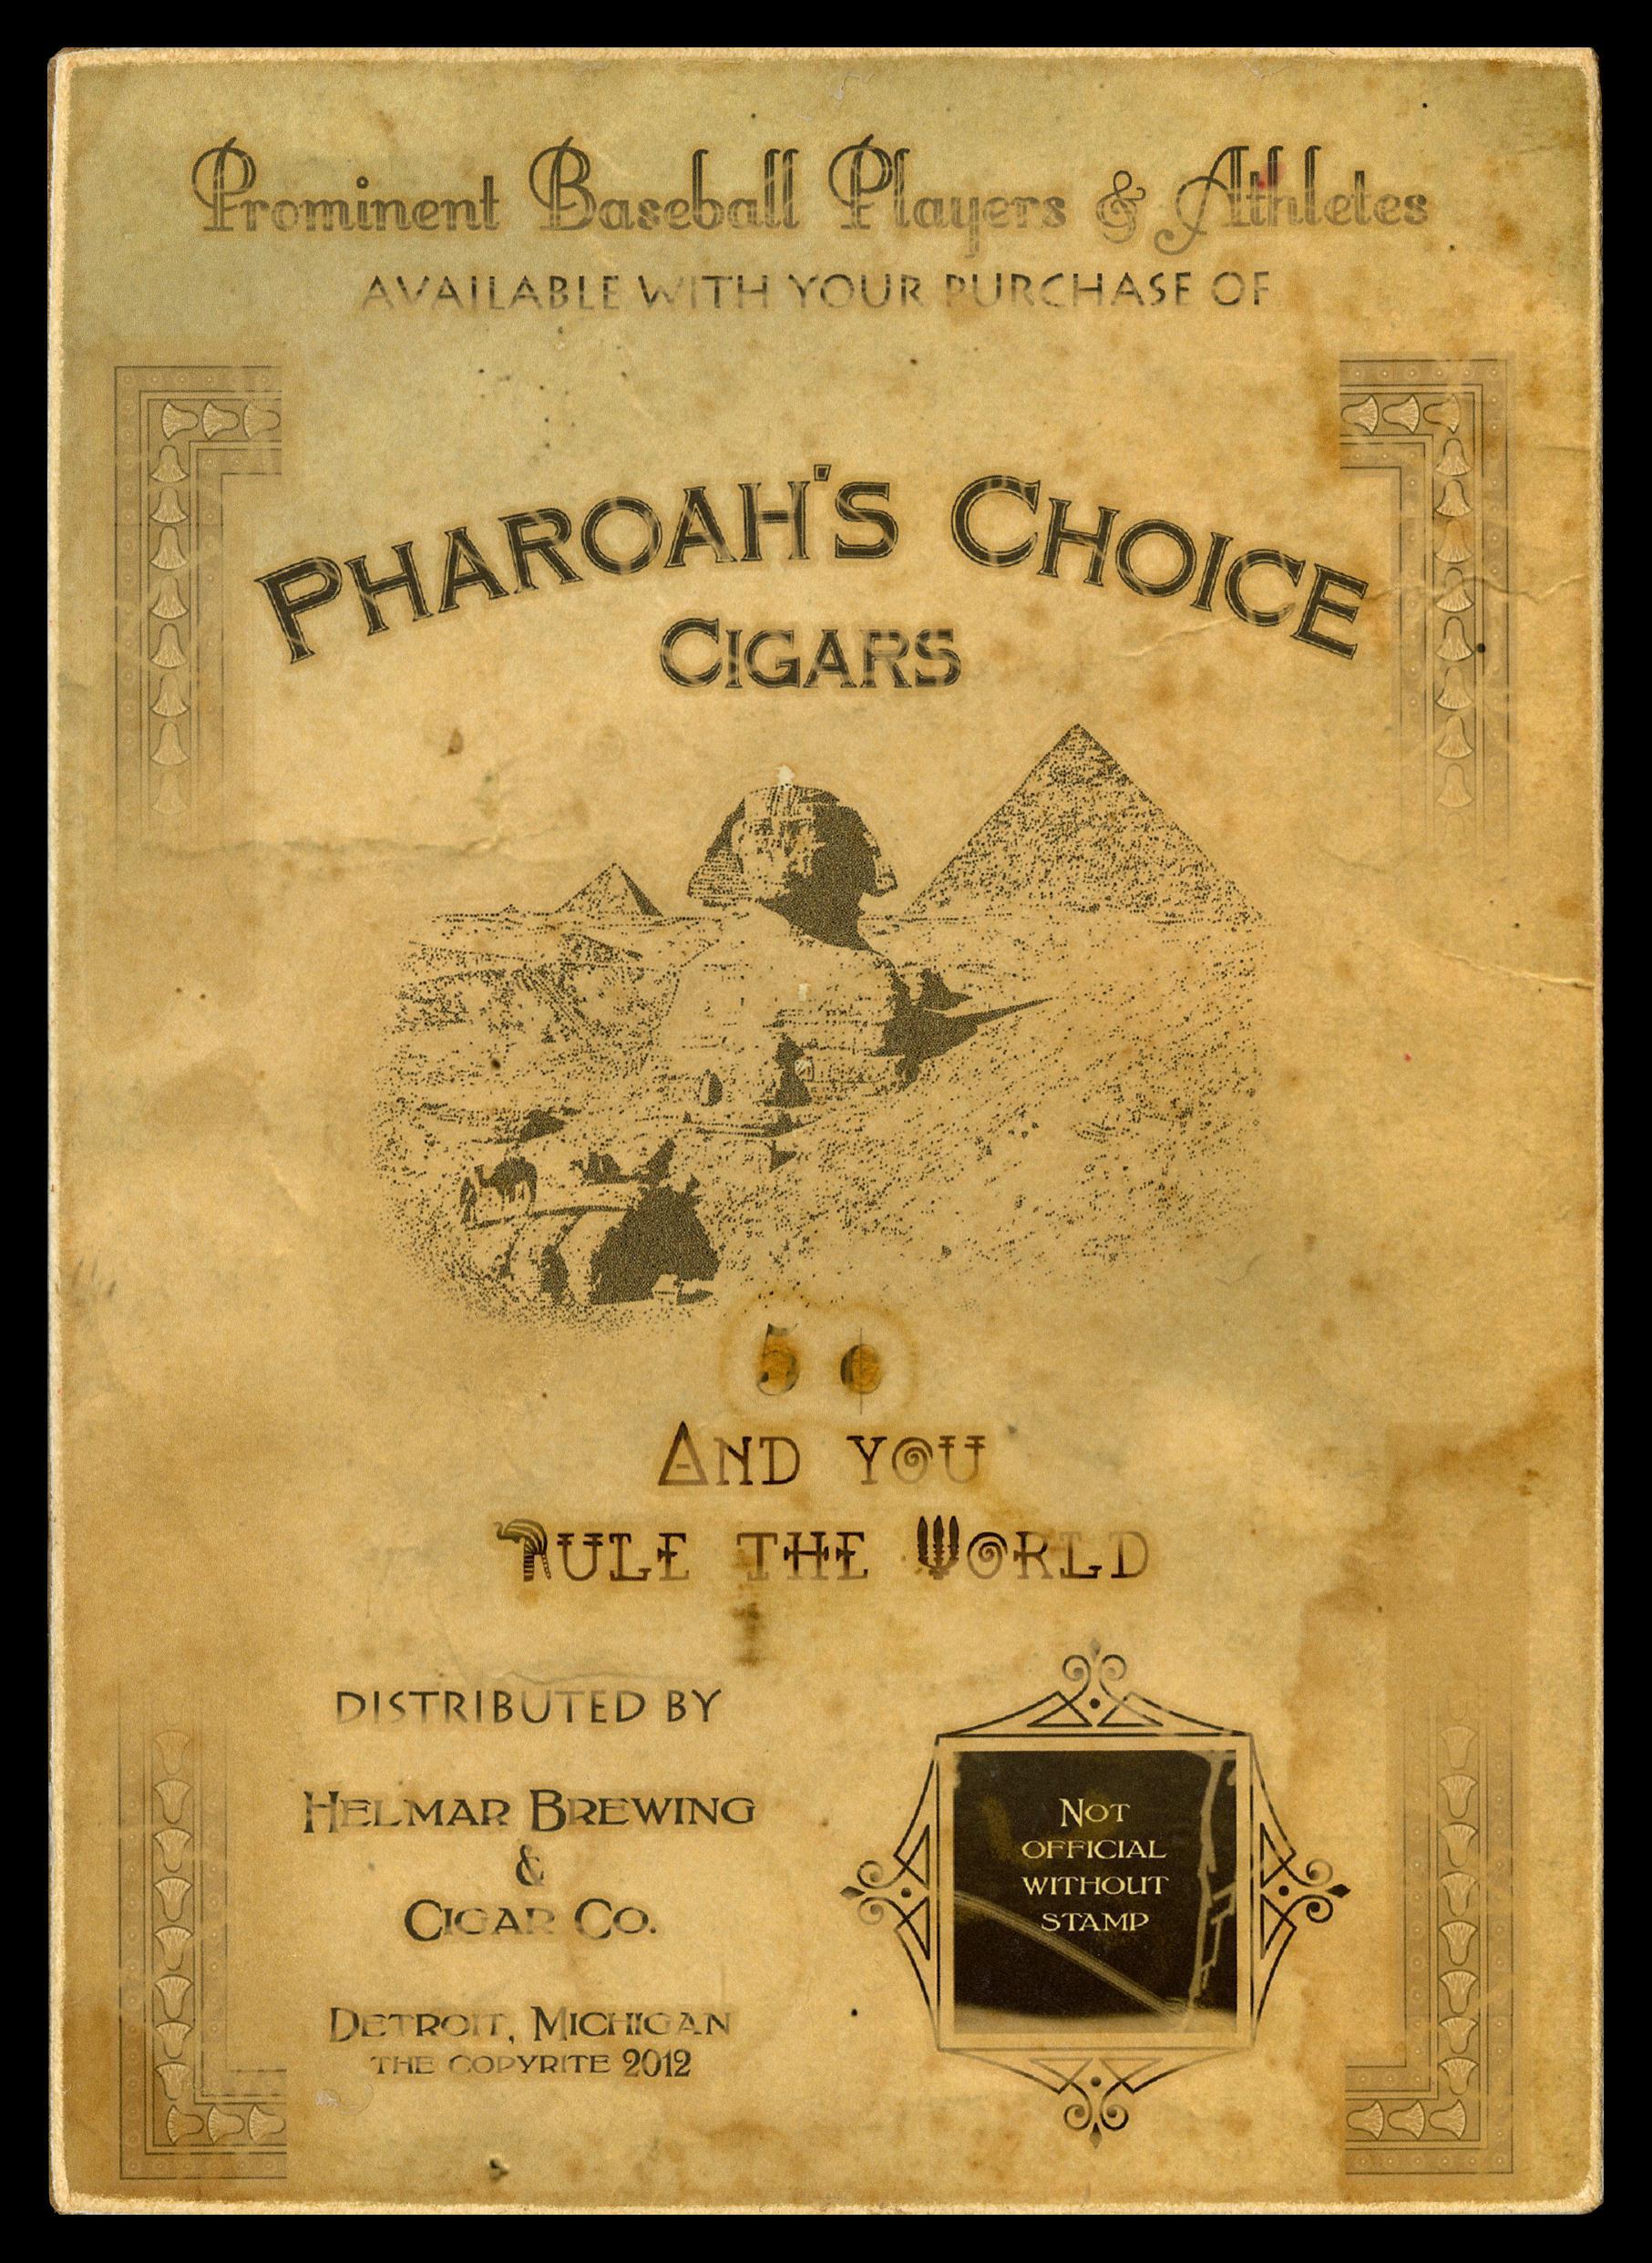 Prominent Baseball Players & Athletes
AVAILABLE WITH YOUR PURCHASE OF
PHAROAH'S CHOICE
CIGARS
5 ¢
AND YOU
RULE THE WORLD
DISTRIBUTED BY
HELMAR BREWING
&
CIGAR CO.
DETROIT, MICHIGAN
THE COPYRITE 2012
NOT
OFFICIAL
WITHOUT
STAMP